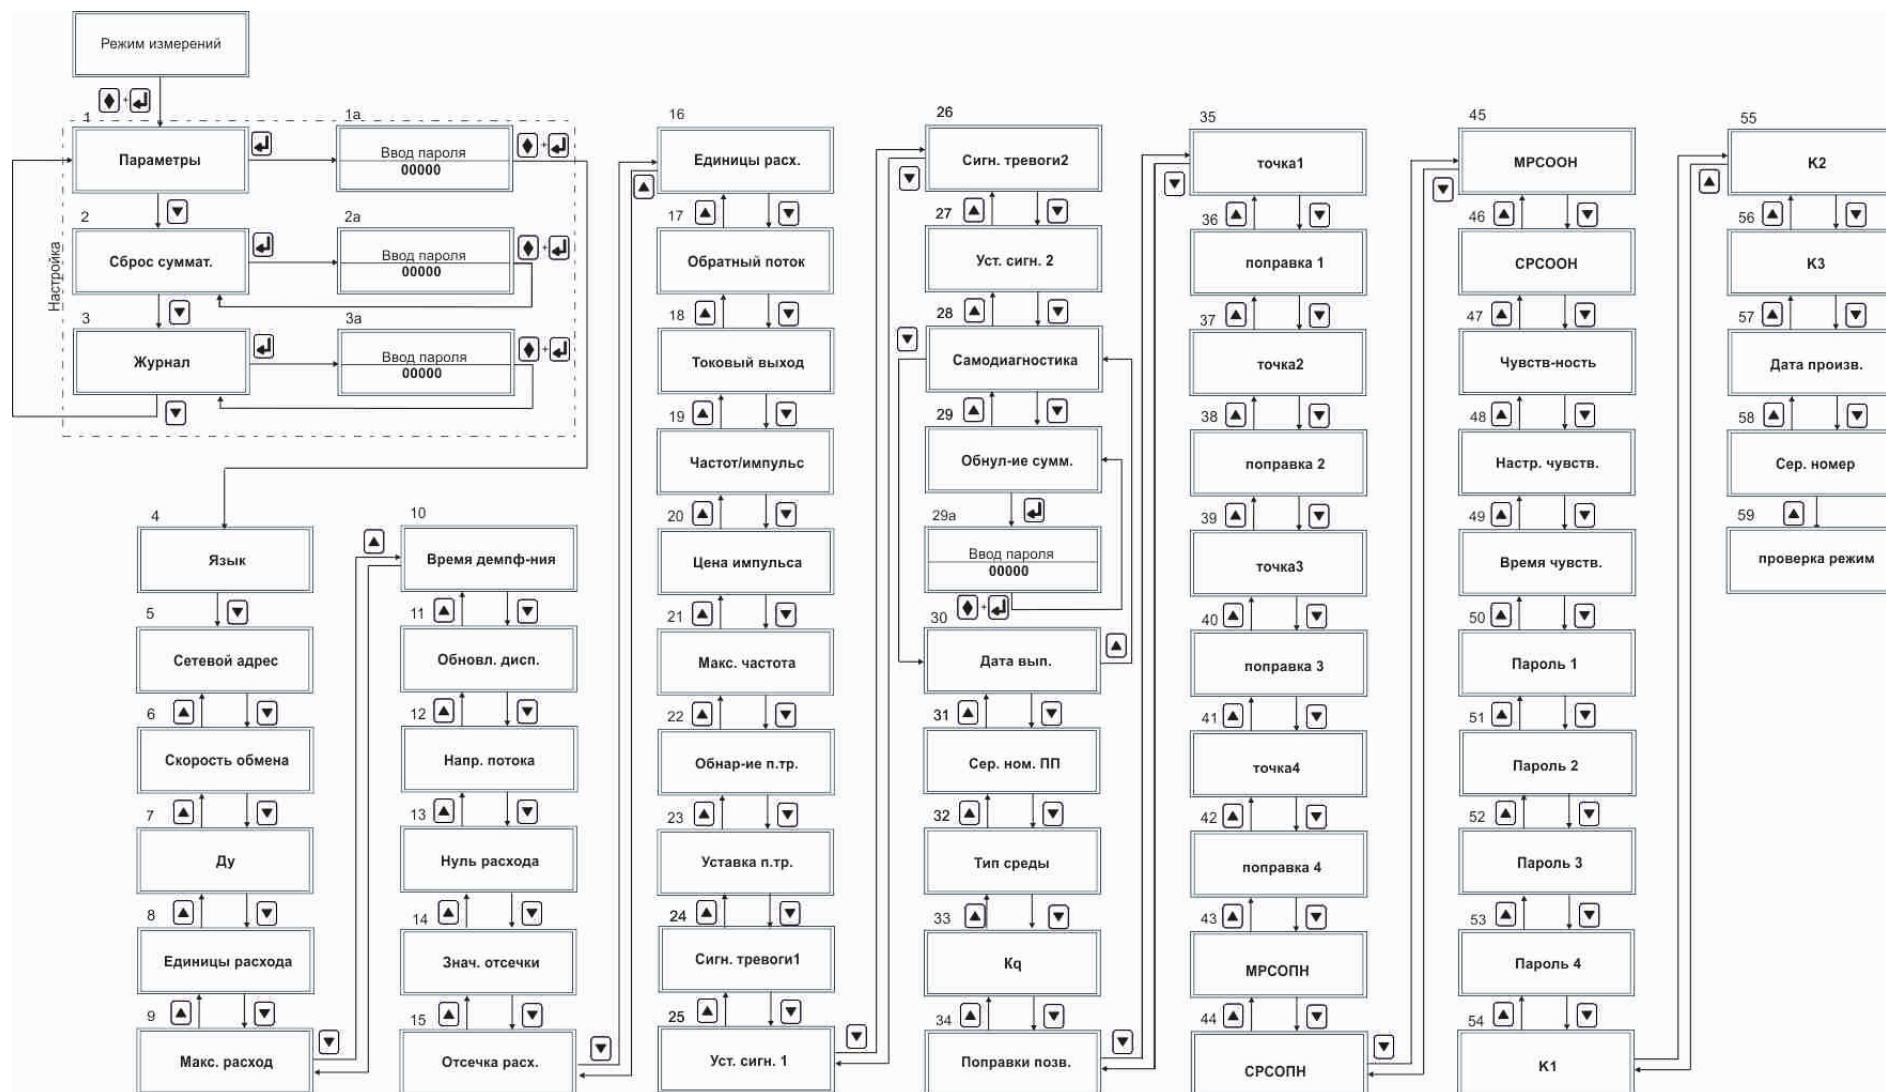 Режим измерений
Настройка
1
Параметры
1а
Ввод пароля
00000
2
Сброс суммат.
2а
Ввод пароля
00000
3
Журнал
3а
Ввод пароля
00000
4
Язык
5
Сетевой адрес
6
Скорость обмена
7
Ду
8
Единицы расхода
9
Макс. расход
10
Время демпф-ния
11
Обновл. дисп.
12
Напр. потока
13
Нуль расхода
14
Знач. отсечки
15
Отсечка расх.
16
Единицы расх.
17
Обратный поток
18
Токовый выход
19
Частот/импульс
20
Цена импульса
21
Макс. частота
22
Обнар-ие п.тр.
23
Уставка п.тр.
24
Сигн. тревоги1
25
Уст. сигн. 1
26
Сигн. тревоги2
27
Уст. сигн. 2
28
Самодиагностика
29
Обнул-ие сумм.
29а
Ввод пароля
00000
30
Дата вып.
31
Сер. ном. ПП
32
Тип среды
33
Kq
34
Поправки позв.
35
точка1
36
поправка 1
37
точка2
38
поправка 2
39
точка3
40
поправка 3
41
точка4
42
поправка 4
43
МРСОПН
44
СРСОПН
45
МРСООН
46
СРСООН
47
Чувств-ность
48
Настр. чувств.
49
Время чувств.
50
Пароль 1
51
Пароль 2
52
Пароль 3
53
Пароль 4
54
К1
55
К2
56
К3
57
Дата произв.
58
Сер. номер
59
проверка режим